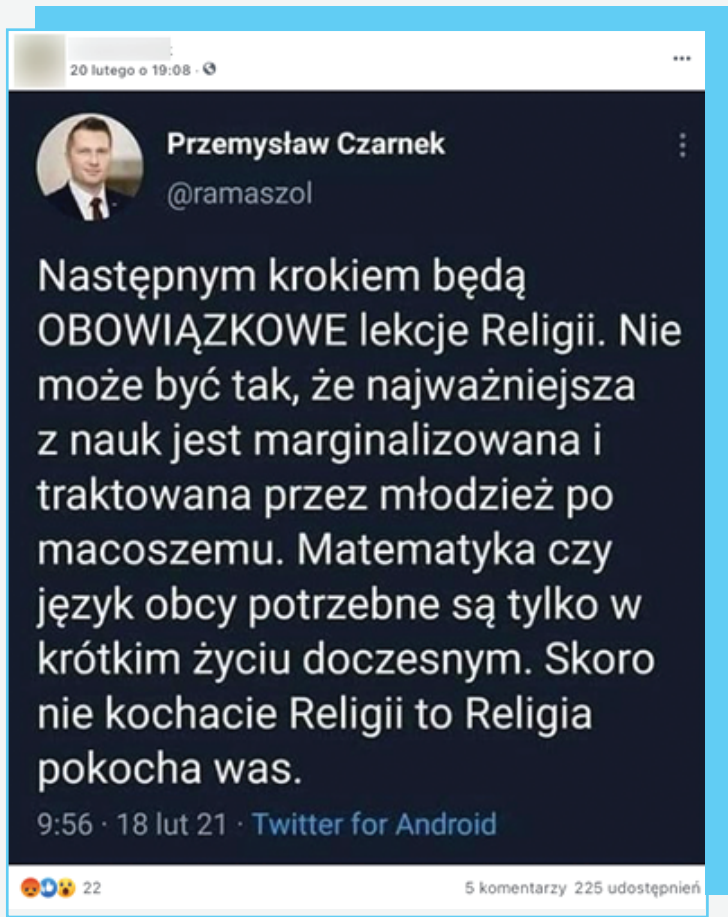 20 lutego o 19:08 ·
Przemysław Czarnek
@ramaszol
Następnym krokiem będą
OBOWIĄZKOWE lekcje Religii. Nie
może być tak, że najważniejsza
z nauk jest marginalizowana i
traktowana przez młodzież po
macoszemu. Matematyka czy
język obcy potrzebne są tylko w
krótkim życiu doczesnym. Skoro
nie kochacie Religii to Religia
pokocha was.
9:56 · 18 lut 21 · Twitter for Android
22 5 komentarzy 225 udostępnień